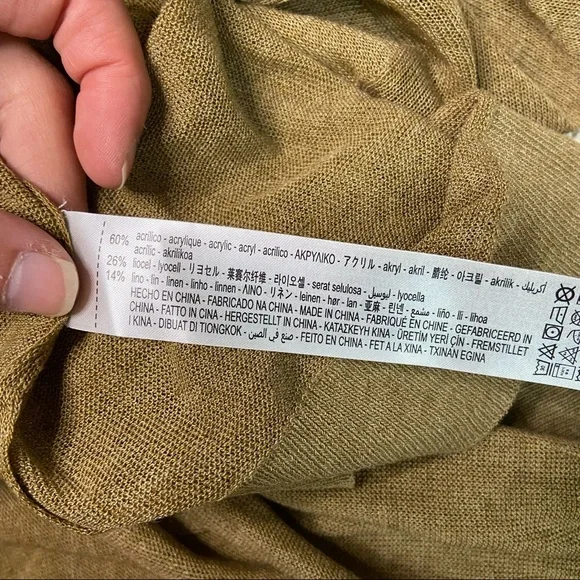 60% acrílico - acrylique - acrylic - acryl - acrilico - ΑΚΡΥΛΙΚΟ - アクリル - akryl - akril - 腈纶 - 아크릴 - akrilik - اكريليك
acrílic - akrilikoa
26% liocel - lyocell - リヨセル - 莱赛尔纤维 - 라이오셀 - serat selulosa - ليوسيل - lyocella
14% lino - lin - linen - linho - linnen - ΛΙΝΟ - リネン - leinen - hør - lan - 亚麻 - 린넨 - مشمع - liño - lli - lihoa
HECHO EN CHINA - FABRICADO NA CHINA - MADE IN CHINA - FABRIQUÉ EN CHINE - GEFABRICEERD IN
CHINA - FATTO IN CINA - HERGESTELLT IN CHINA - ΚΑΤΑΣΚΕΥΗ ΚΙΝΑ - ÜRETİM YERİ ÇİN - FREMSTILLET
I KINA - DIBUAT DI TIONGKOK - صنع في الصين - FEITO EN CHINA - FET A LA XINA - TXINAN EGINA